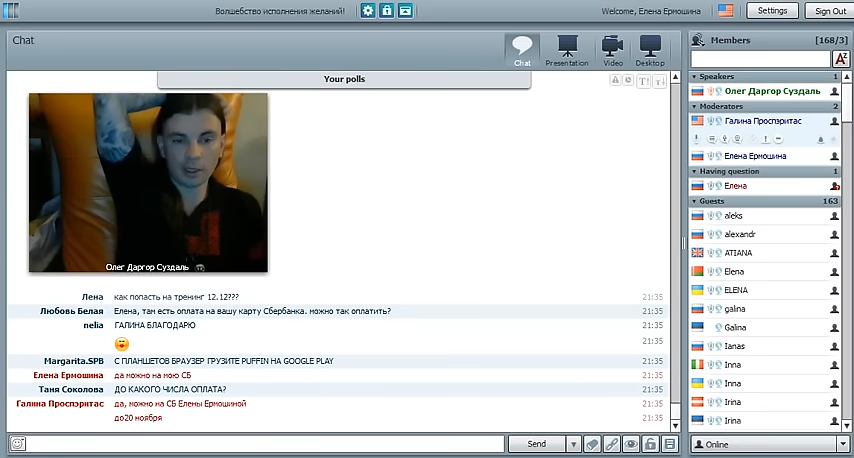 Волшебство исполнения желаний!
Welcome, Елена Ермошина
Settings
Sign Out
Chat
Chat
Presentation
Video
Desktop
Your polls
Олег Даргор Суздаль
Лена как попасть на тренинг 12.12??? 21:35
Любовь Белая Елена, там есть оплата на вашу карту Сбербанка. можно так оплатить? 21:35
nelia ГАЛИНА БЛАГОДАРЮ 21:35
21:35
Margarita.SPB С ПЛАНШЕТОВ БРАУЗЕР ГРУЗИТЕ PUFFIN НА GOOGLE PLAY 21:35
Елена Ермошина да можно на мою СБ 21:35
Таня Соколова ДО КАКОГО ЧИСЛА ОПЛАТА? 21:35
Галина Проспэритас да, можно на СБ Елены Ермошиной 21:35
до20 ноября 21:35
Send
Members [168/3]
Speakers 1
Олег Даргор Суздаль
Moderators 2
Галина Проспэритас
Елена Ермошина
Having question 1
Елена
Guests 163
aleks
alexandr
ATIANA
Elena
ELENA
galina
Galina
Ianas
Inna
Inna
Irina
Irina
Online